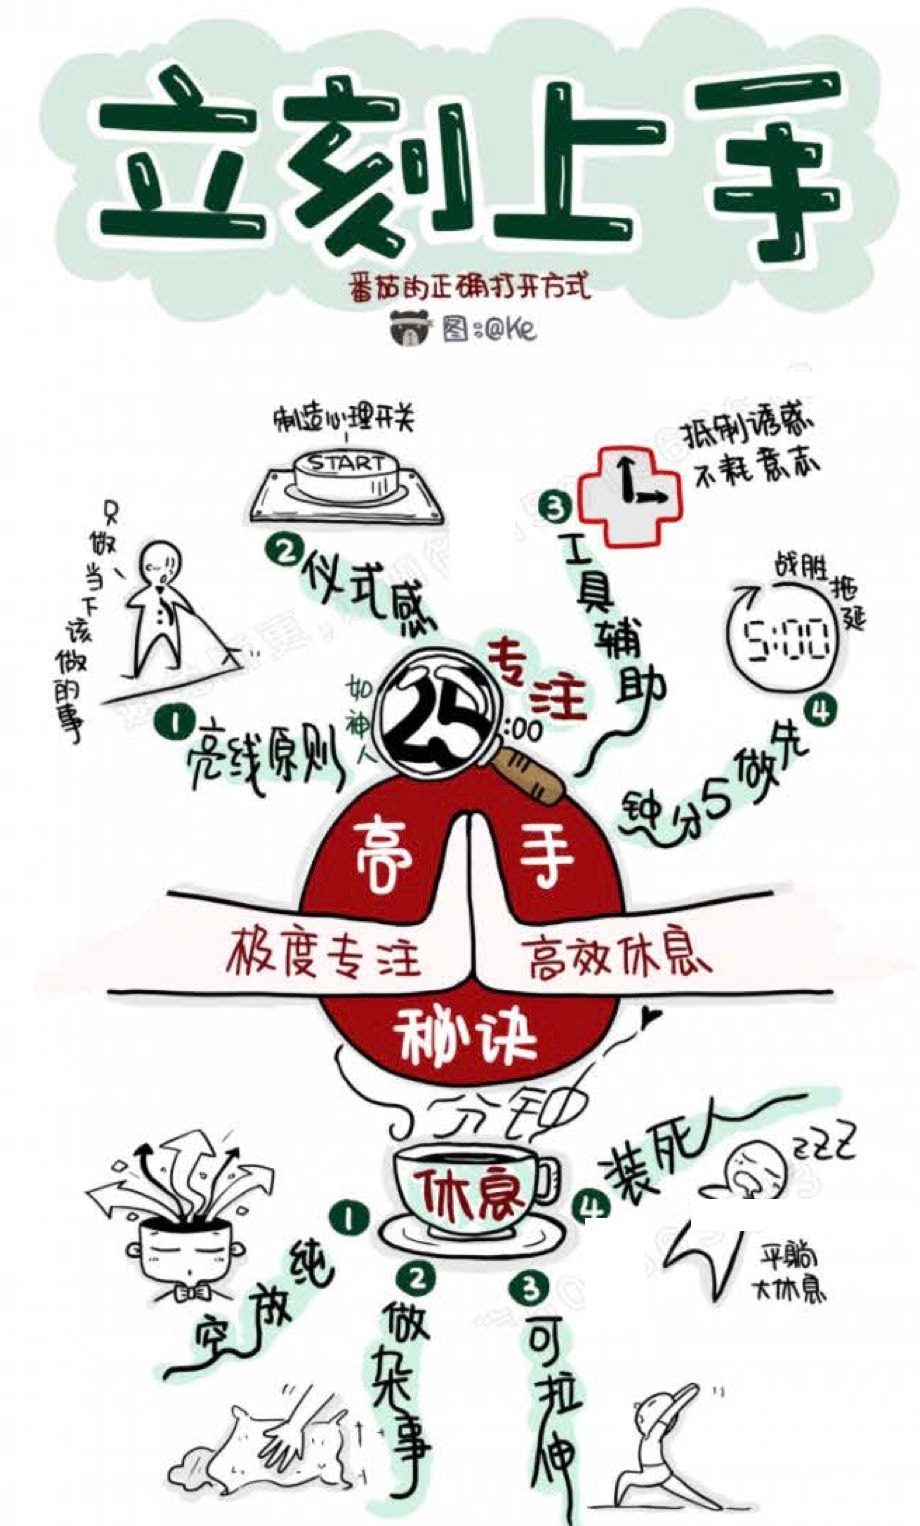 立刻上手
番茄的正确打开方式
图:@Ke
制造心理开关
START
抵制诱惑
不耗意志
3
工具辅助
2
仪式感
只做当下该做的事
战胜拖延
5:00
4
先做5分钟
1
亮线原则
如神人
25:00
专注
高手
极度专注
高效休息
秘诀
5分钟
休息
4
装死人
zzZ
平躺
大休息
1
纯放空
2
做杂事
3
可拉伸